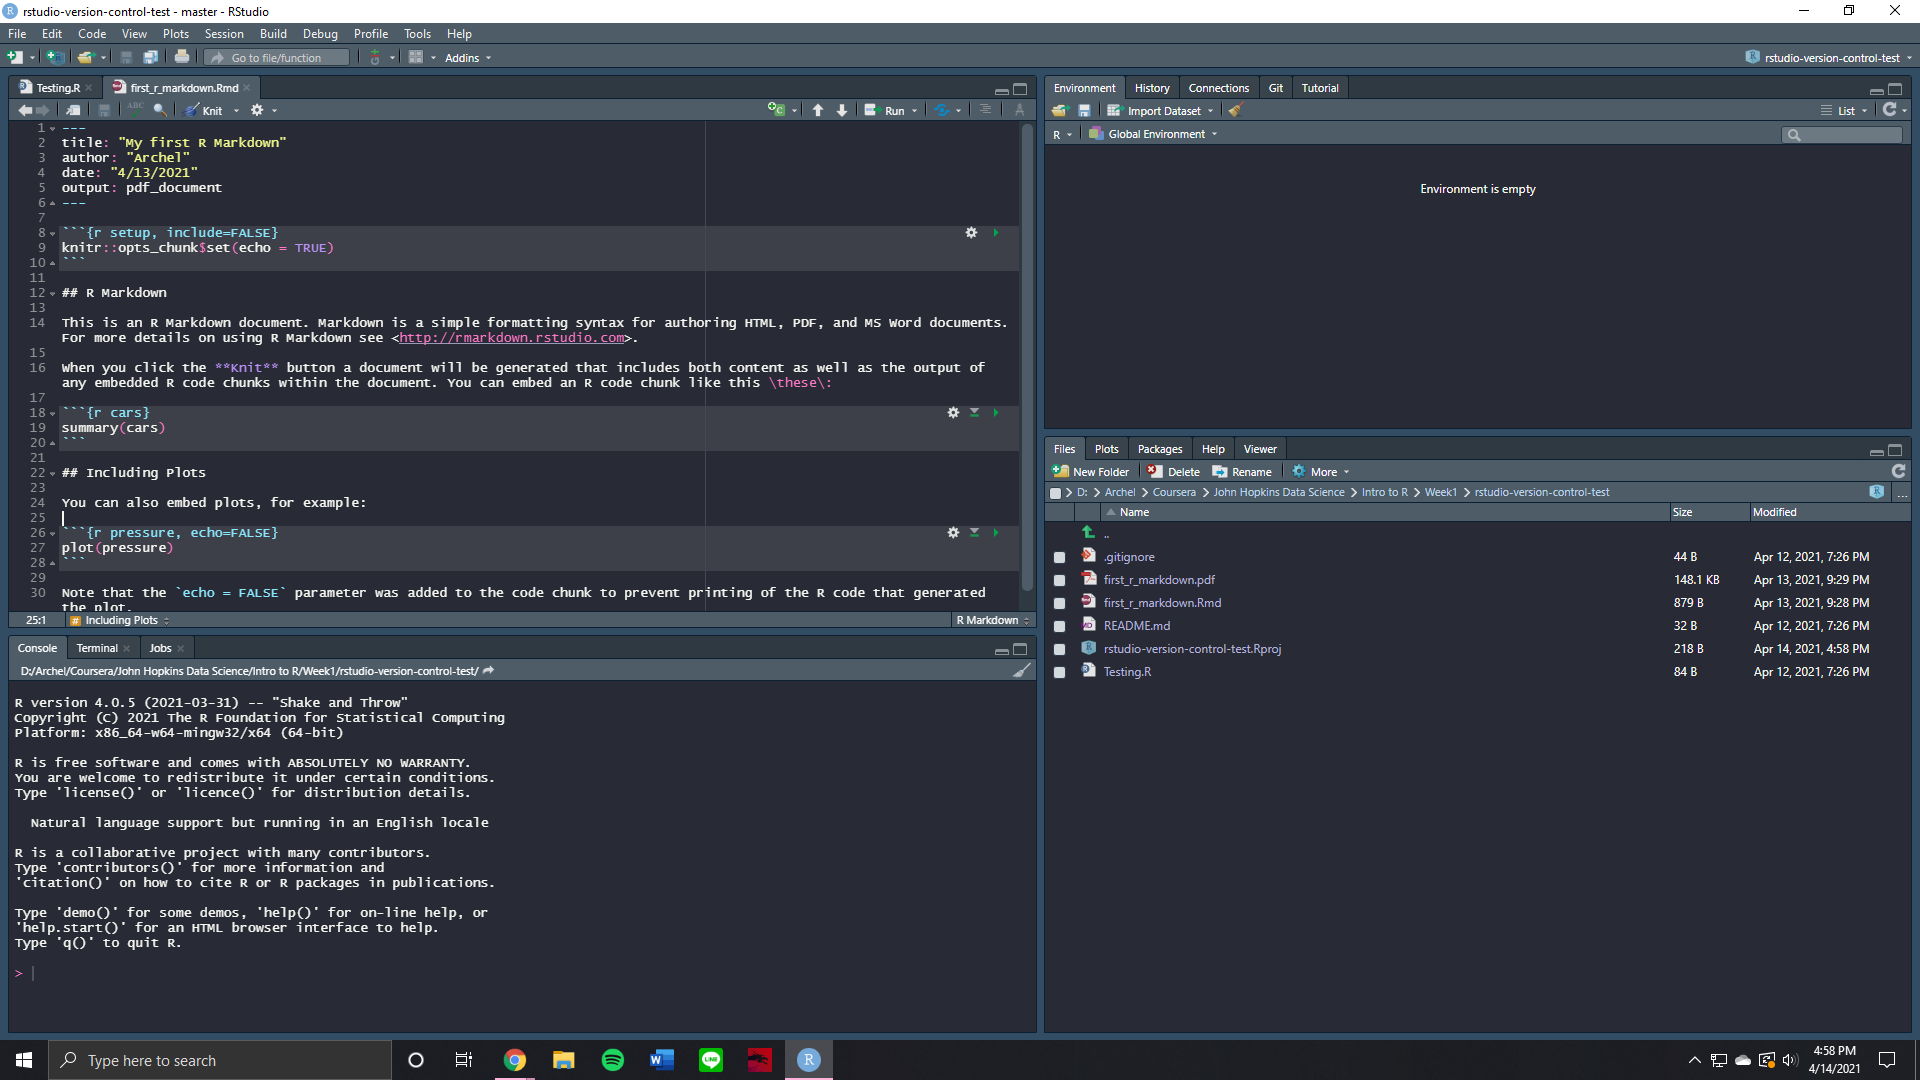 rstudio-version-control-test - master - RStudio
File Edit Code View Plots Session Build Debug Profile Tools Help
Go to file/function Addins rstudio-version-control-test
Testing.R first_r_markdown.Rmd
ABC Knit Run
1 ---
2 title: "My first R Markdown"
3 author: "Archel"
4 date: "4/13/2021"
5 output: pdf_document
6 ---
7
8 ```{r setup, include=FALSE}
9 knitr::opts_chunk$set(echo = TRUE)
10 ```
11
12 ## R Markdown
13
14 This is an R Markdown document. Markdown is a simple formatting syntax for authoring HTML, PDF, and MS Word documents.
For more details on using R Markdown see <http://rmarkdown.rstudio.com>.
15
16 When you click the **Knit** button a document will be generated that includes both content as well as the output of
any embedded R code chunks within the document. You can embed an R code chunk like this \these\:
17
18 ```{r cars}
19 summary(cars)
20 ```
21
22 ## Including Plots
23
24 You can also embed plots, for example:
25
26 ```{r pressure, echo=FALSE}
27 plot(pressure)
28 ```
29
30 Note that the `echo = FALSE` parameter was added to the code chunk to prevent printing of the R code that generated
the plot.
25:1 # Including Plots R Markdown
Console Terminal Jobs
D:/Archel/Coursera/John Hopkins Data Science/Intro to R/Week1/rstudio-version-control-test/
R version 4.0.5 (2021-03-31) -- "Shake and Throw"
Copyright (C) 2021 The R Foundation for Statistical Computing
Platform: x86_64-w64-mingw32/x64 (64-bit)
R is free software and comes with ABSOLUTELY NO WARRANTY.
You are welcome to redistribute it under certain conditions.
Type 'license()' or 'licence()' for distribution details.
Natural language support but running in an English locale
R is a collaborative project with many contributors.
Type 'contributors()' for more information and
'citation()' on how to cite R or R packages in publications.
Type 'demo()' for some demos, 'help()' for on-line help, or
'help.start()' for an HTML browser interface to help.
Type 'q()' to quit R.
>
Environment History Connections Git Tutorial
Import Dataset List
R Global Environment
Environment is empty
Files Plots Packages Help Viewer
New Folder Delete Rename More
D: Archel Coursera John Hopkins Data Science Intro to R Week1 rstudio-version-control-test ...
Name Size Modified
..
.gitignore 44 B Apr 12, 2021, 7:26 PM
first_r_markdown.pdf 148.1 KB Apr 13, 2021, 9:29 PM
first_r_markdown.Rmd 879 B Apr 13, 2021, 9:28 PM
README.md 32 B Apr 12, 2021, 7:26 PM
rstudio-version-control-test.Rproj 218 B Apr 14, 2021, 4:58 PM
Testing.R 84 B Apr 12, 2021, 7:26 PM
Type here to search
4:58 PM
4/14/2021